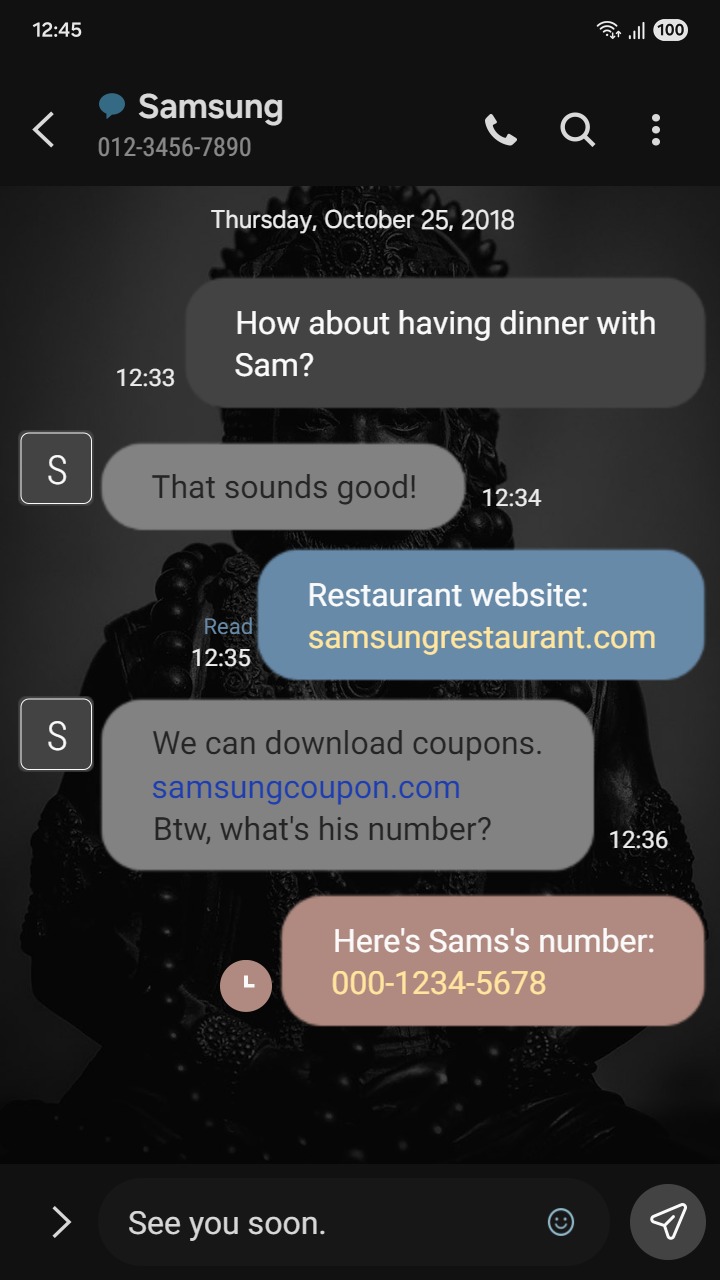 12:45
100
Samsung
012-3456-7890
Thursday, October 25, 2018
How about having dinner with
Sam?
12:33
S
That sounds good!
12:34
Restaurant website:
samsungrestaurant.com
Read
12:35
S
We can download coupons.
samsungcoupon.com
Btw, what's his number?
12:36
Here's Sams's number:
000-1234-5678
See you soon.